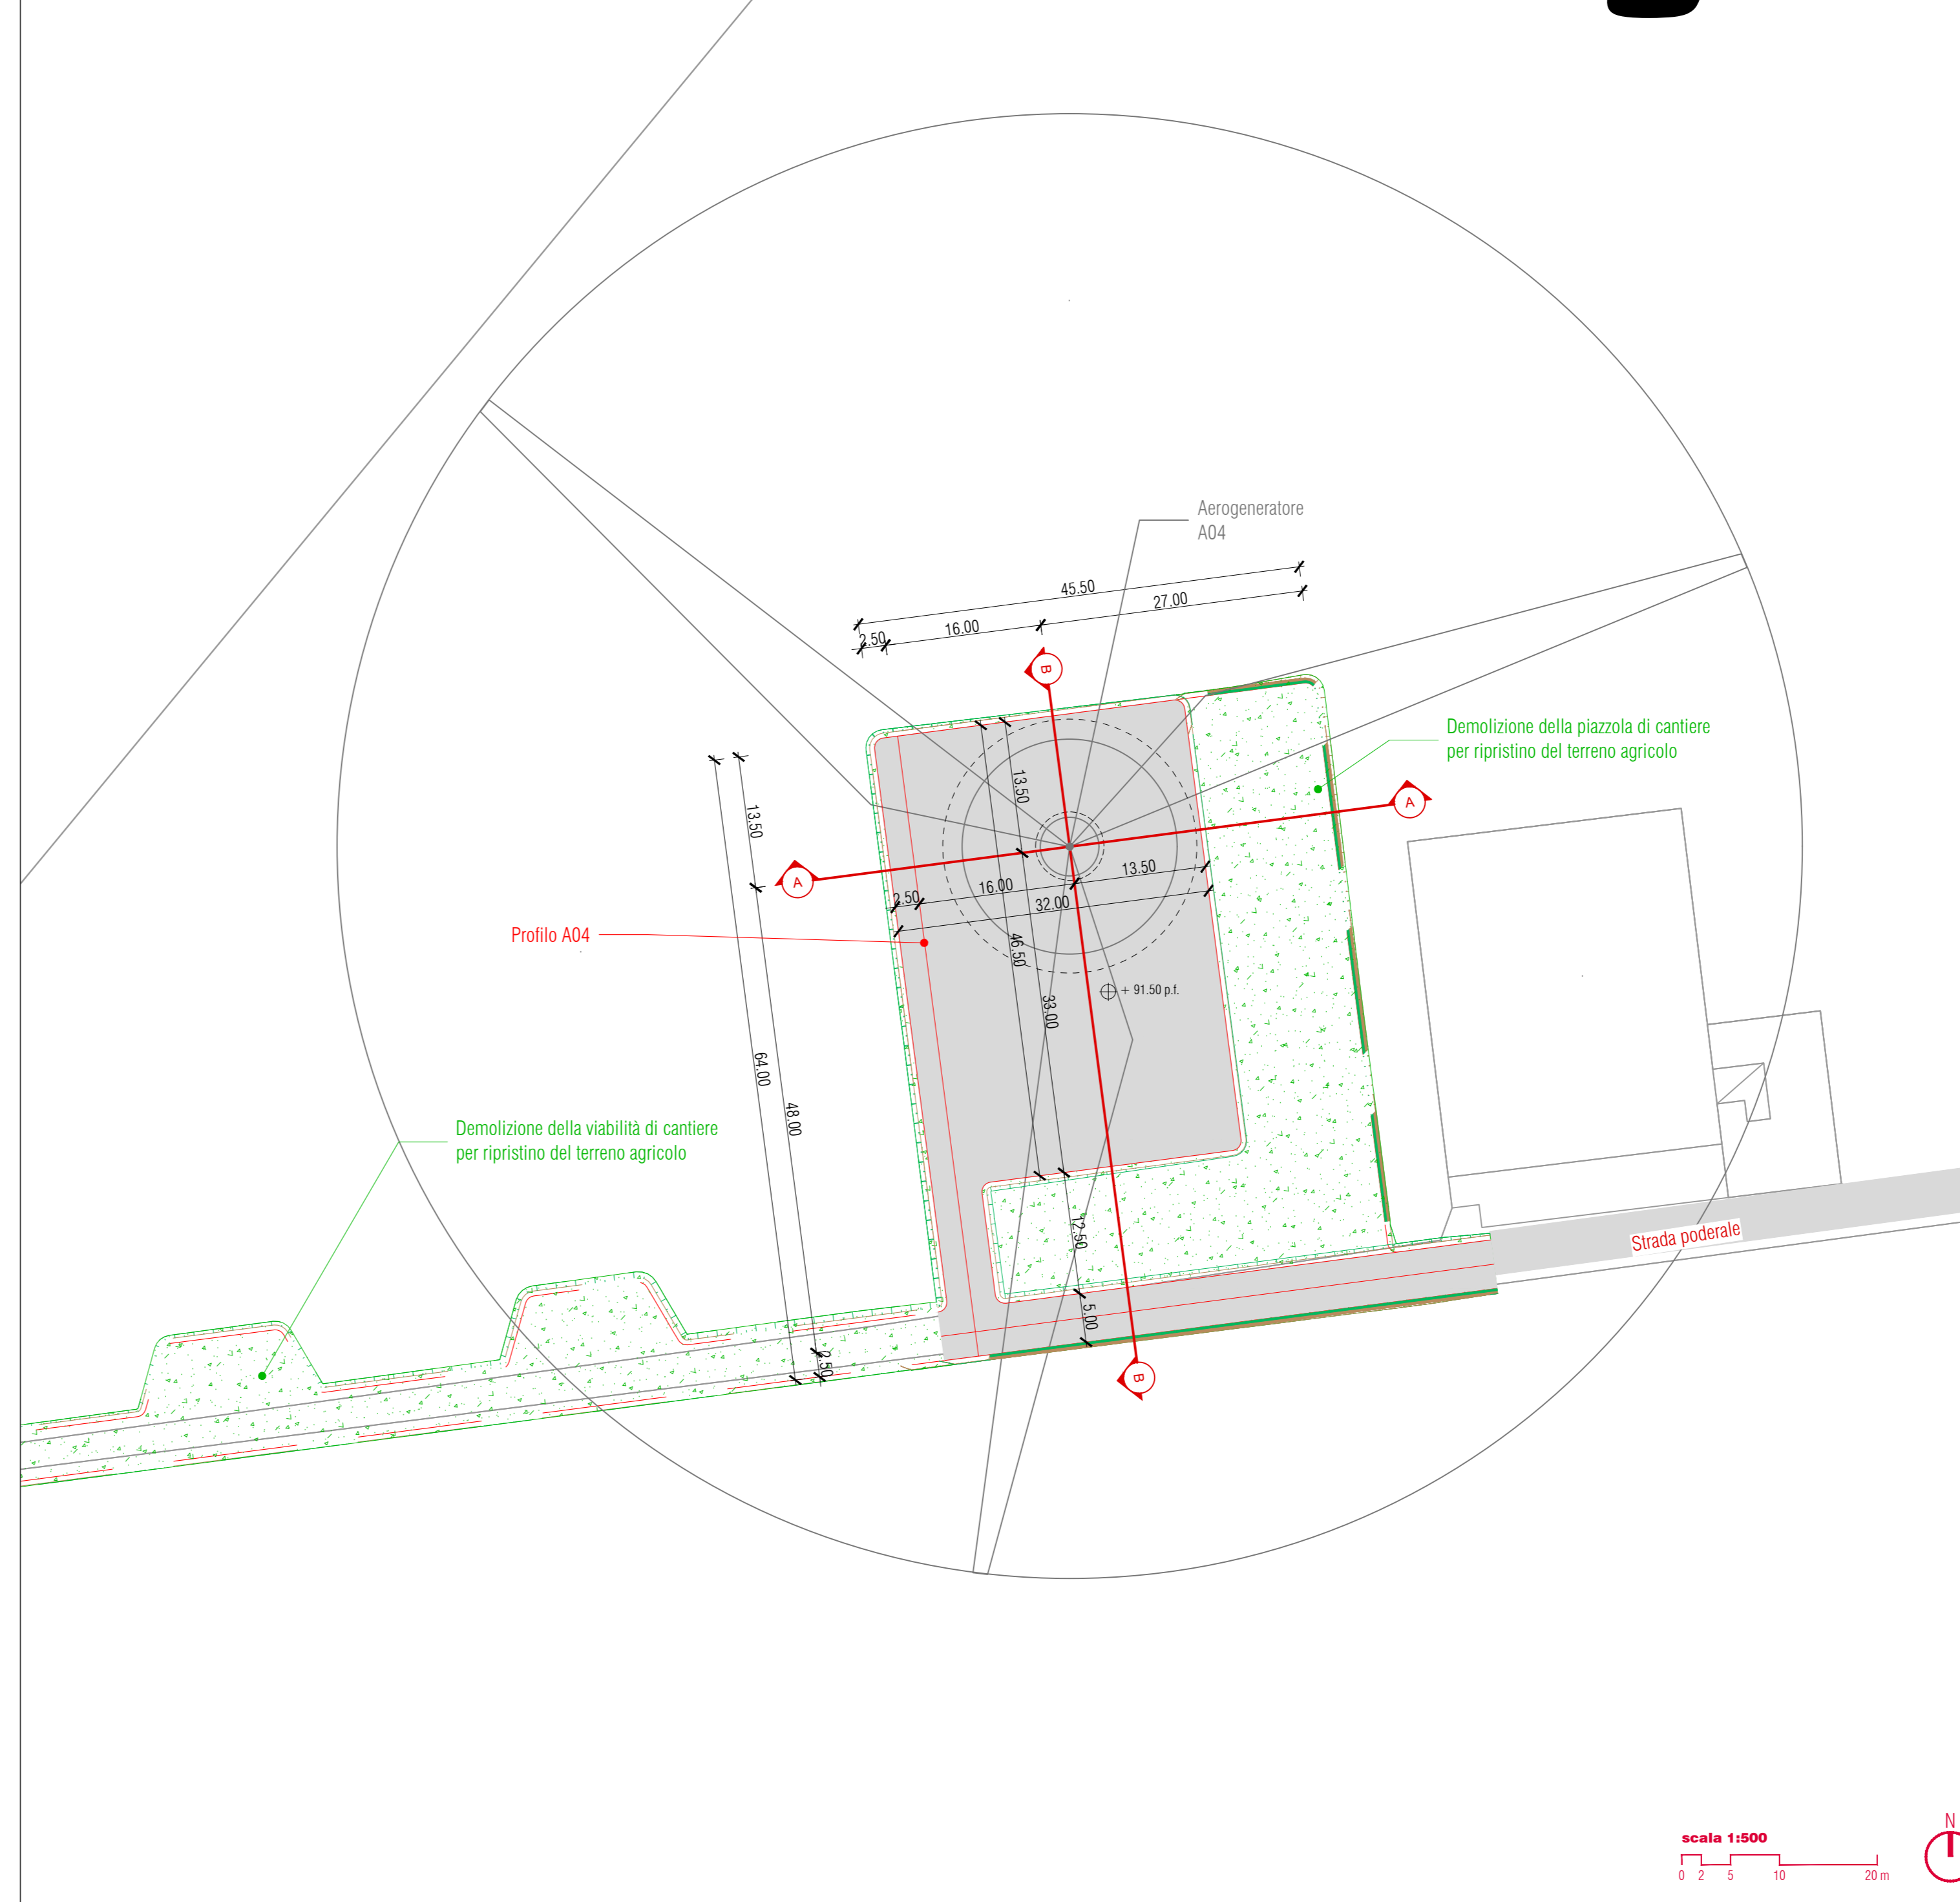 Aerogeneratore
A04
45.50
27.00
16.00
2.50
B
Demolizione della piazzola di cantiere
per ripristino del terreno agricolo
A
13.50
13.50
13.50
A
16.00
2.50
32.00
Profilo A04
46.50
+ 91.50 p.f.
33.00
64.00
48.00
Demolizione della viabilità di cantiere
per ripristino del terreno agricolo
12.50
Strada poderale
5.00
2.50
B
N
scala 1:500
0 2 5 10 20 m